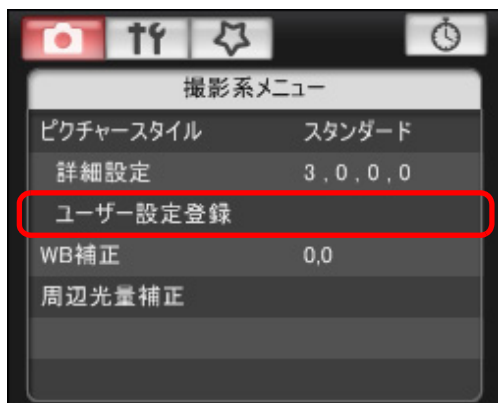 撮影系メニュー
ピクチャースタイル スタンダード
詳細設定 3,0,0,0
ユーザー設定登録
WB補正 0,0
周辺光量補正